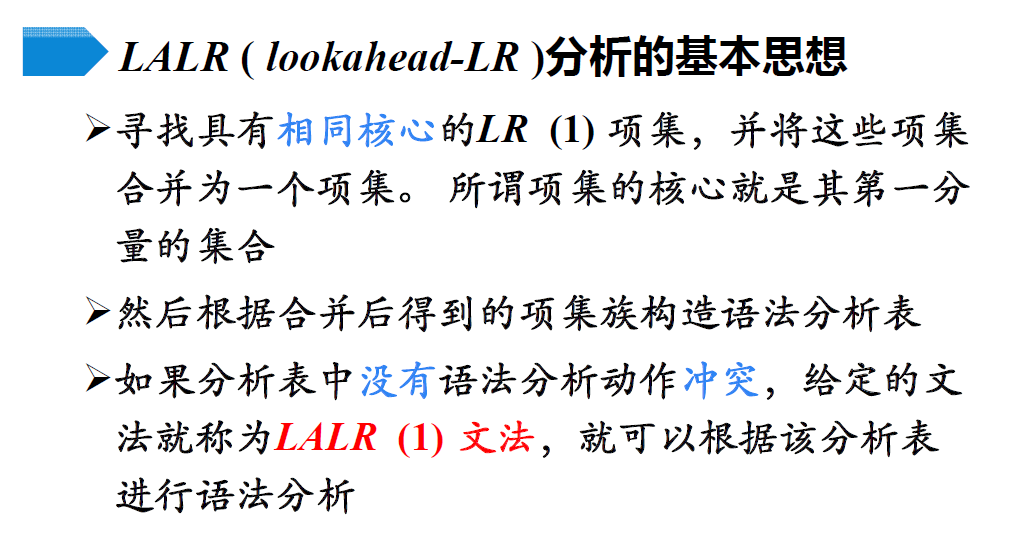 LALR ( lookahead-LR )分析的基本思想
➢寻找具有相同核心的LR (1) 项集，并将这些项集
合并为一个项集。 所谓项集的核心就是其第一分
量的集合
➢然后根据合并后得到的项集族构造语法分析表
➢如果分析表中没有语法分析动作冲突，给定的文
法就称为LALR (1) 文法，就可以根据该分析表
进行语法分析